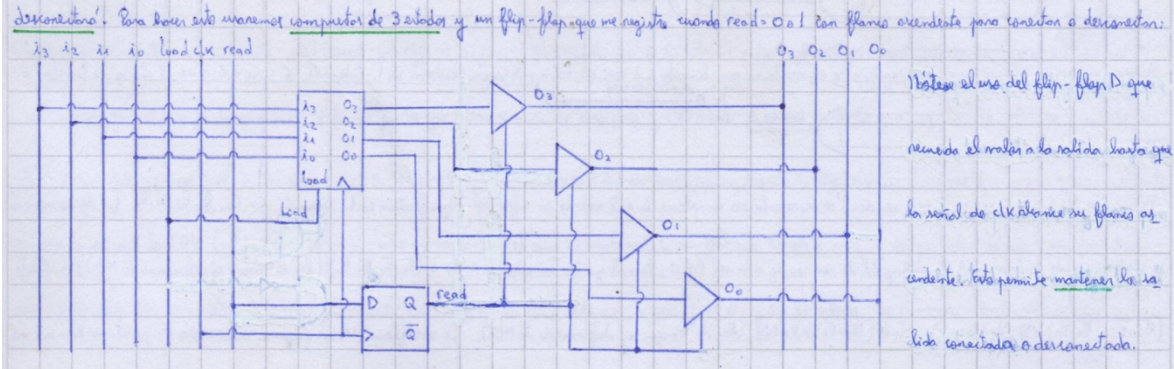 desconectará. Para hacer esto usaremos compuertas de 3 estados y un flip-flop que me registre cuando read = 0 o 1 con flanco ascendente para conectar o desconectar:
i3 i2 i1 i0 load clk read
O3 O2 O1 O0
i3 O3
i2 O2
i1 O1
i0 O0
load
load
O3
O2
O1
O0
D Q
Q̅
read
Nótese el uso del flip-flop D que
recuerda el valor a la salida hasta que
la señal de clk alcance su flanco as_
cendente. Esto permite mantener la sa_
lida conectada o desconectada.